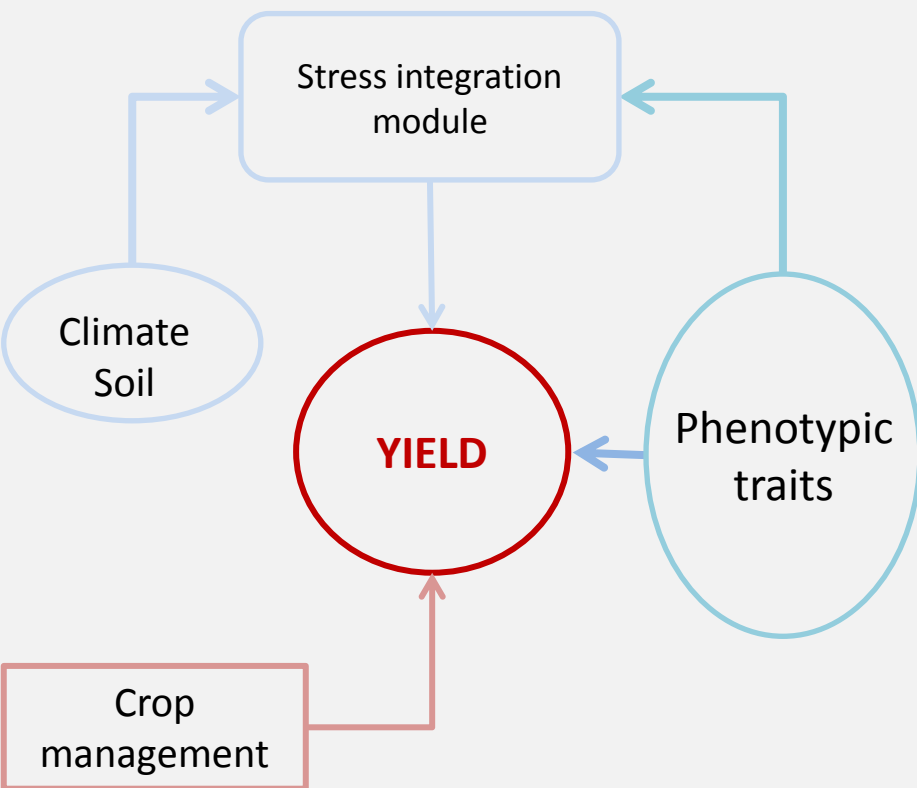 Stress integration
module
Climate
Soil
YIELD
Phenotypic
traits
Crop
management